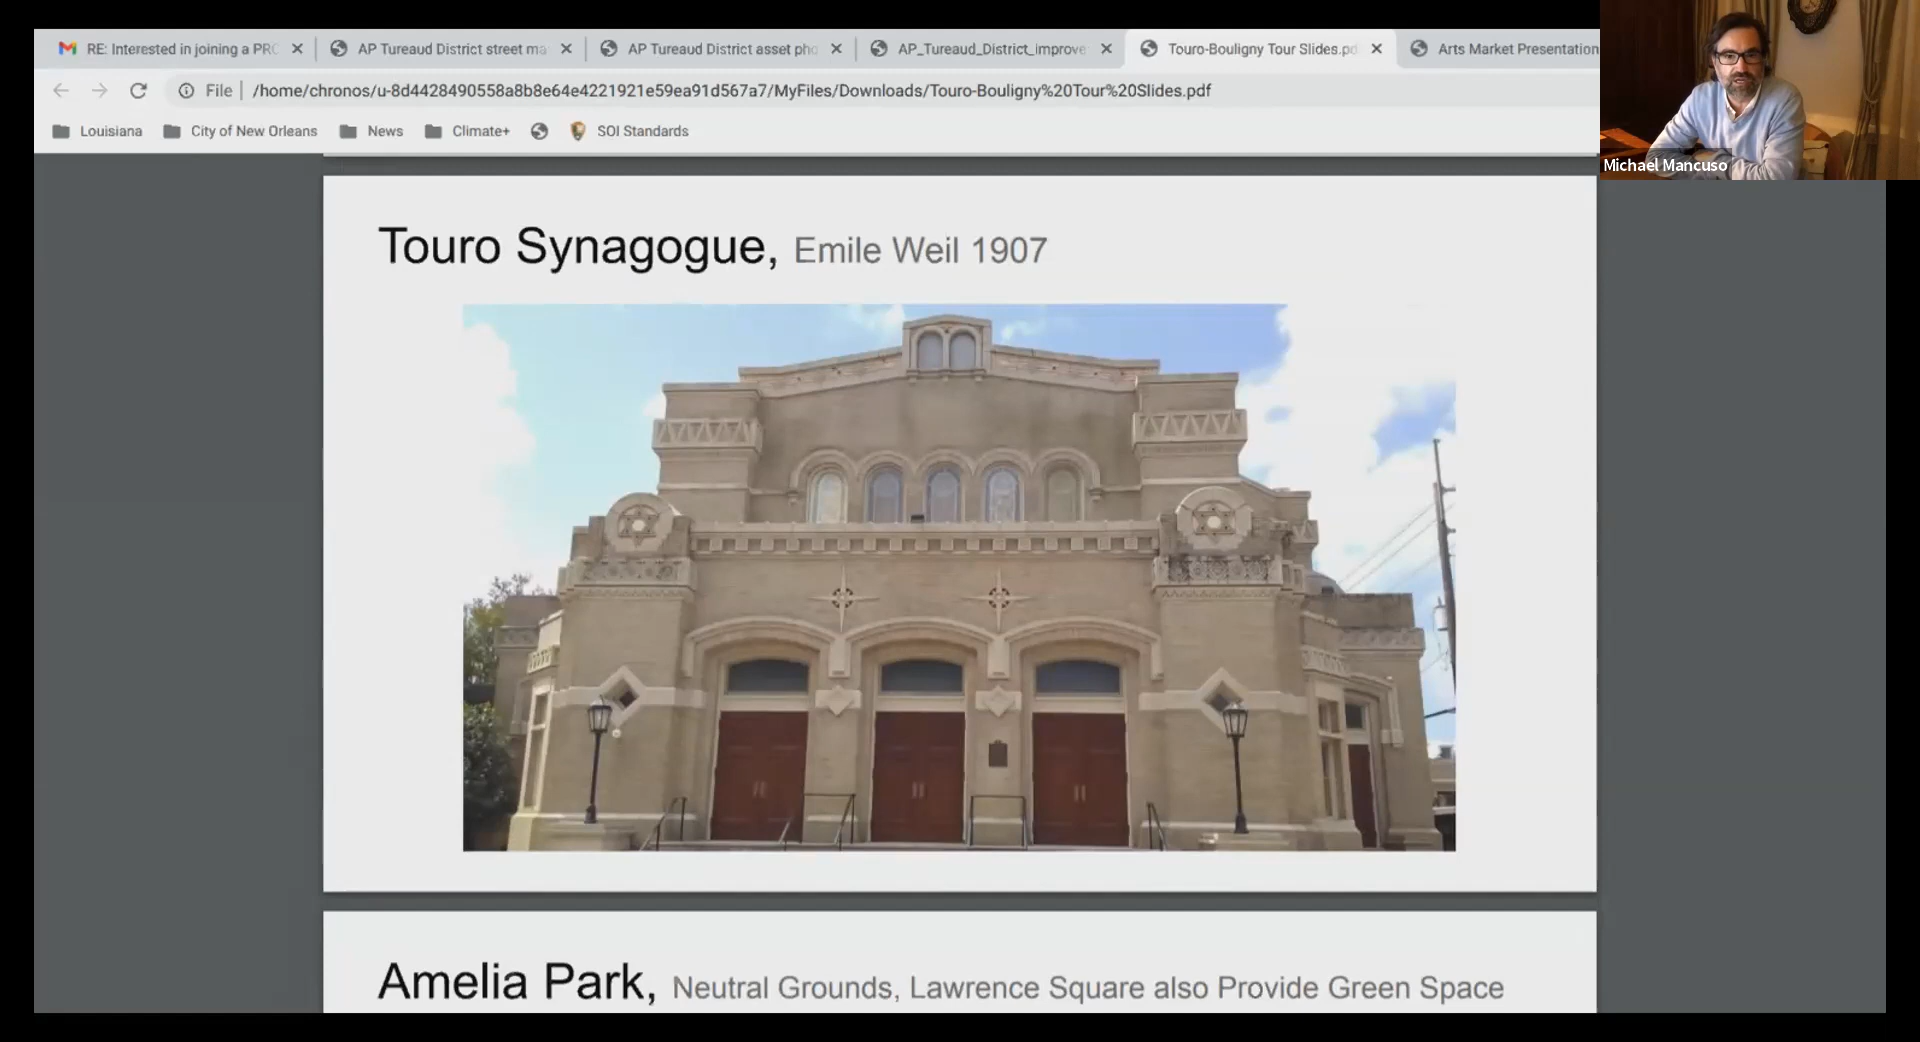 RE: Interested in joining a PRC
AP Tureaud District street ma
AP Tureaud District asset pho
AP_Tureaud_District_improve
Touro-Bouligny Tour Slides.pd
Arts Market Presentation
File
/home/chronos/u-8d4428490558a8b8e64e4221921e59ea91d567a7/MyFiles/Downloads/Touro-Bouligny%20Tour%20Slides.pdf
Louisiana
City of New Orleans
News
Climate+
SOI Standards
Michael Mancuso
Touro Synagogue, Emile Weil 1907
Amelia Park, Neutral Grounds, Lawrence Square also Provide Green Space